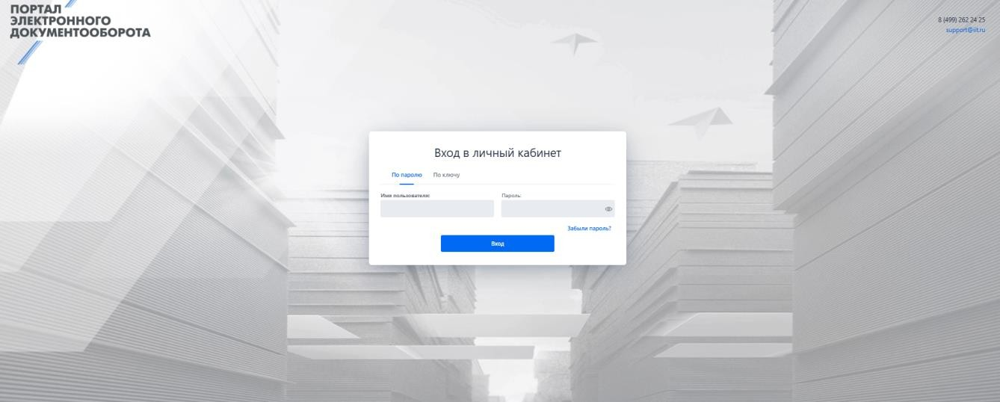 ПОРТАЛ
ЭЛЕКТРОННОГО
ДОКУМЕНТООБОРОТА
8 (499) 262 24 25
support@iit.ru
Вход в личный кабинет
По паролю По ключу
Имя пользователя: Пароль:
Забыли пароль?
Вход